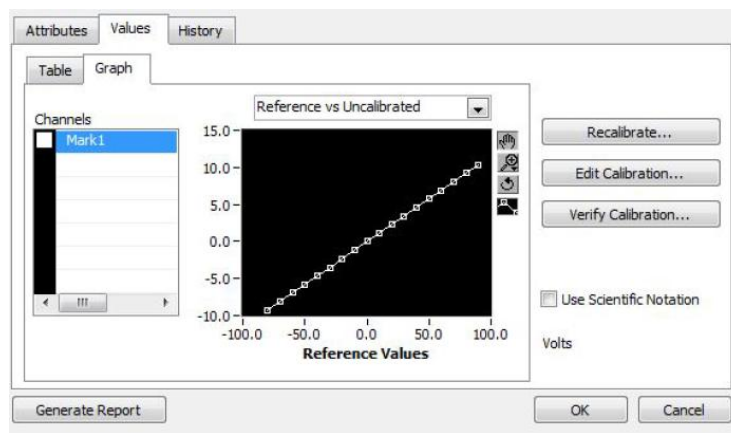 Attributes Values History
Table Graph
Channels
Mark1
Reference vs Uncalibrated
15.0
10.0
5.0
0.0
-5.0
-10.0
-100.0 -50.0 0.0 50.0 100.0
Reference Values
Recalibrate...
Edit Calibration...
Verify Calibration...
Use Scientific Notation
Volts
Generate Report OK Cancel